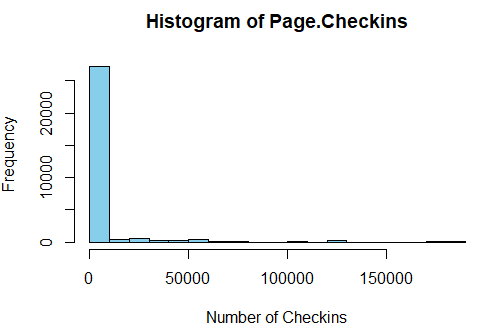 Histogram of Page.Checkins
Frequency
20000
10000
0
0 50000 100000 150000
Number of Checkins